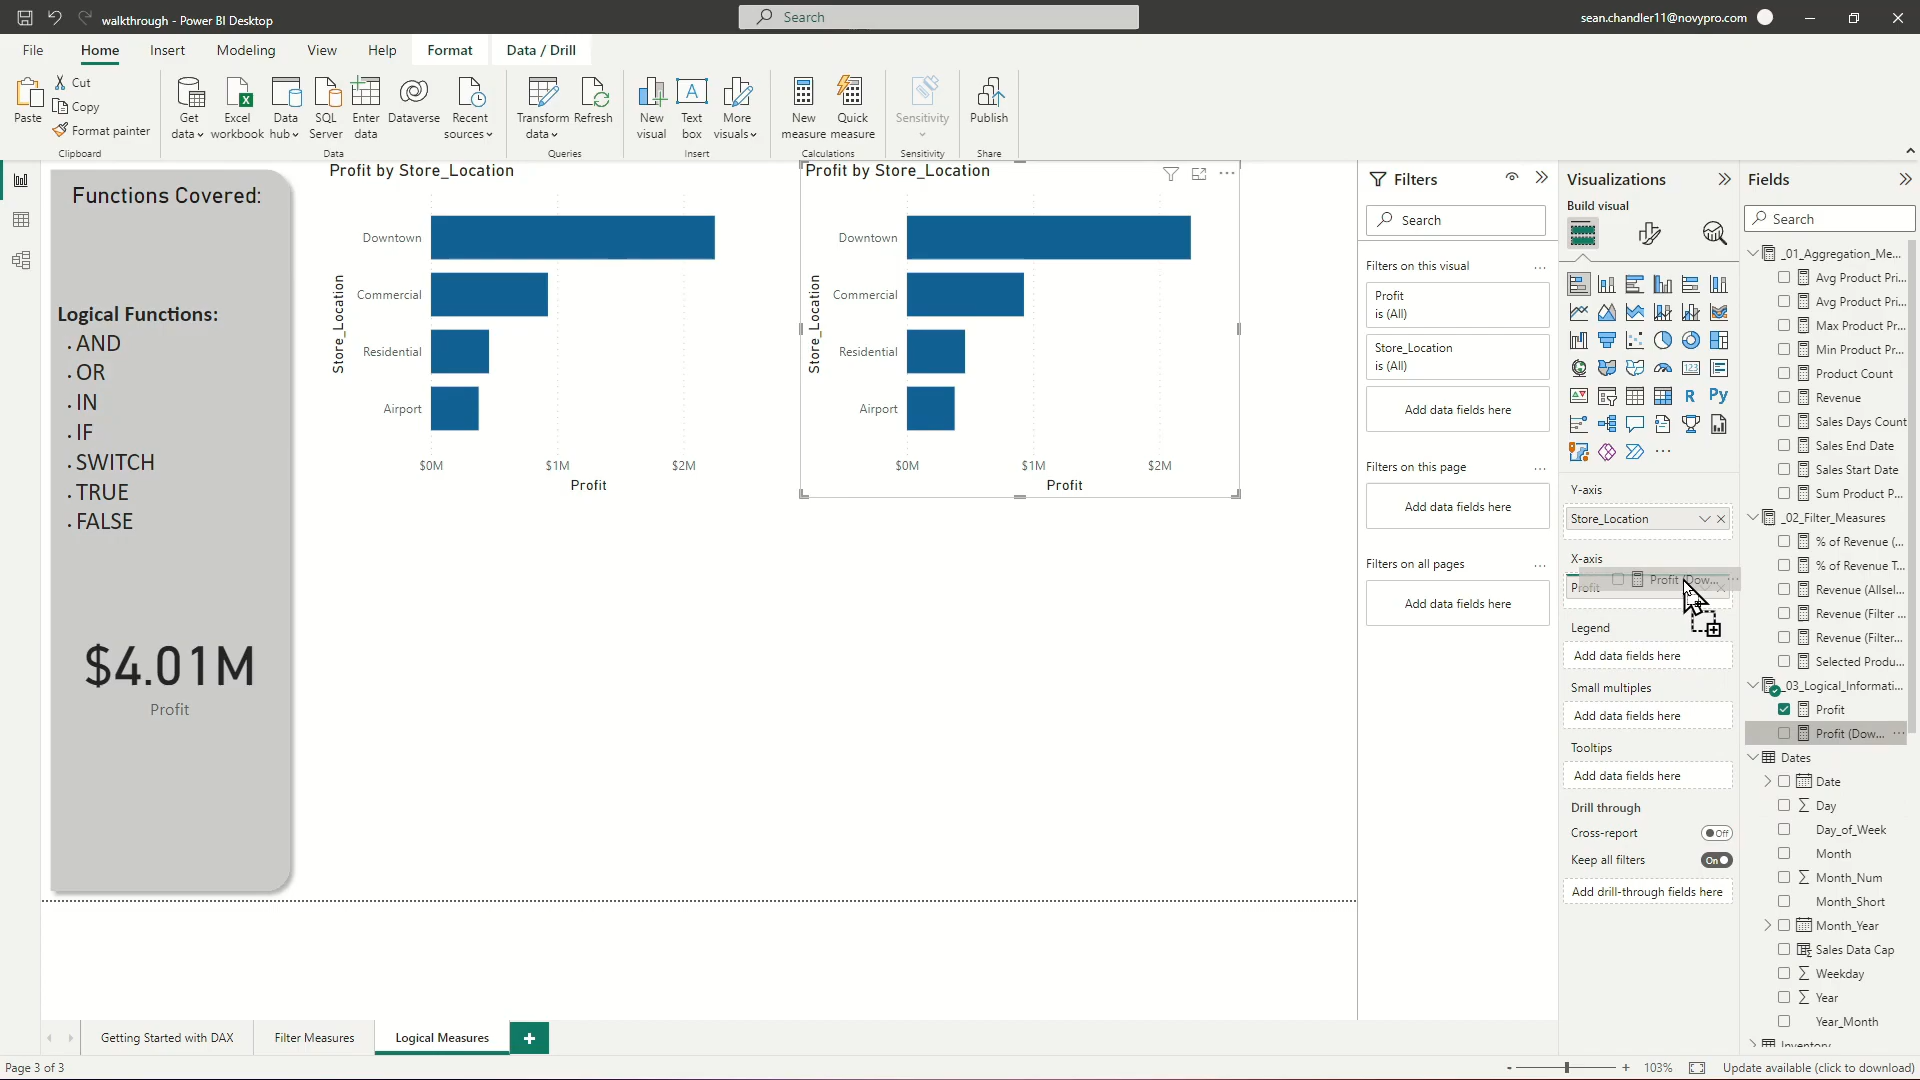 walkthrough - Power BI Desktop
Search
sean.chandler11@novypro.com
File
Home
Insert
Modeling
View
Help
Format
Data / Drill
Paste
Cut
Copy
Format painter
Clipboard
Get data
Excel workbook
Data hub
SQL Server
Enter data
Dataverse
Recent sources
Data
Transform data
Refresh
Queries
New visual
Text box
More visuals
Insert
New measure
Quick measure
Calculations
Sensitivity
Sensitivity
Publish
Share
Functions Covered:
Logical Functions:
. AND
. OR
. IN
. IF
. SWITCH
. TRUE
. FALSE
$4.01M
Profit
Profit by Store_Location
Store_Location
Downtown
Commercial
Residential
Airport
$0M
$1M
$2M
Profit
Profit by Store_Location
Store_Location
Downtown
Commercial
Residential
Airport
$0M
$1M
$2M
Profit
Filters
Search
Filters on this visual
Profit
is (All)
Store_Location
is (All)
Add data fields here
Filters on this page
Add data fields here
Filters on all pages
Add data fields here
Visualizations
Build visual
R
Py
123
Y-axis
Store_Location
X-axis
Profit
Profit (Dow...
Legend
Add data fields here
Small multiples
Add data fields here
Tooltips
Add data fields here
Drill through
Cross-report
Off
Keep all filters
On
Add drill-through fields here
Fields
Search
_01_Aggregation_Me...
Avg Product Pri...
Avg Product Pri...
Max Product Pr...
Min Product Pr...
Product Count
Revenue
Sales Days Count
Sales End Date
Sales Start Date
Sum Product P...
_02_Filter_Measures
% of Revenue (...
% of Revenue T...
Revenue (Allsel...
Revenue (Filter ...
Revenue (Filter...
Selected Produ...
_03_Logical_Informati...
Profit
Profit (Dow...
Dates
Date
Day
Day_of_Week
Month
Month_Num
Month_Short
Month_Year
Sales Data Cap
Weekday
Year
Year_Month
Inventory
Getting Started with DAX
Filter Measures
Logical Measures
Page 3 of 3
103%
Update available (click to download)